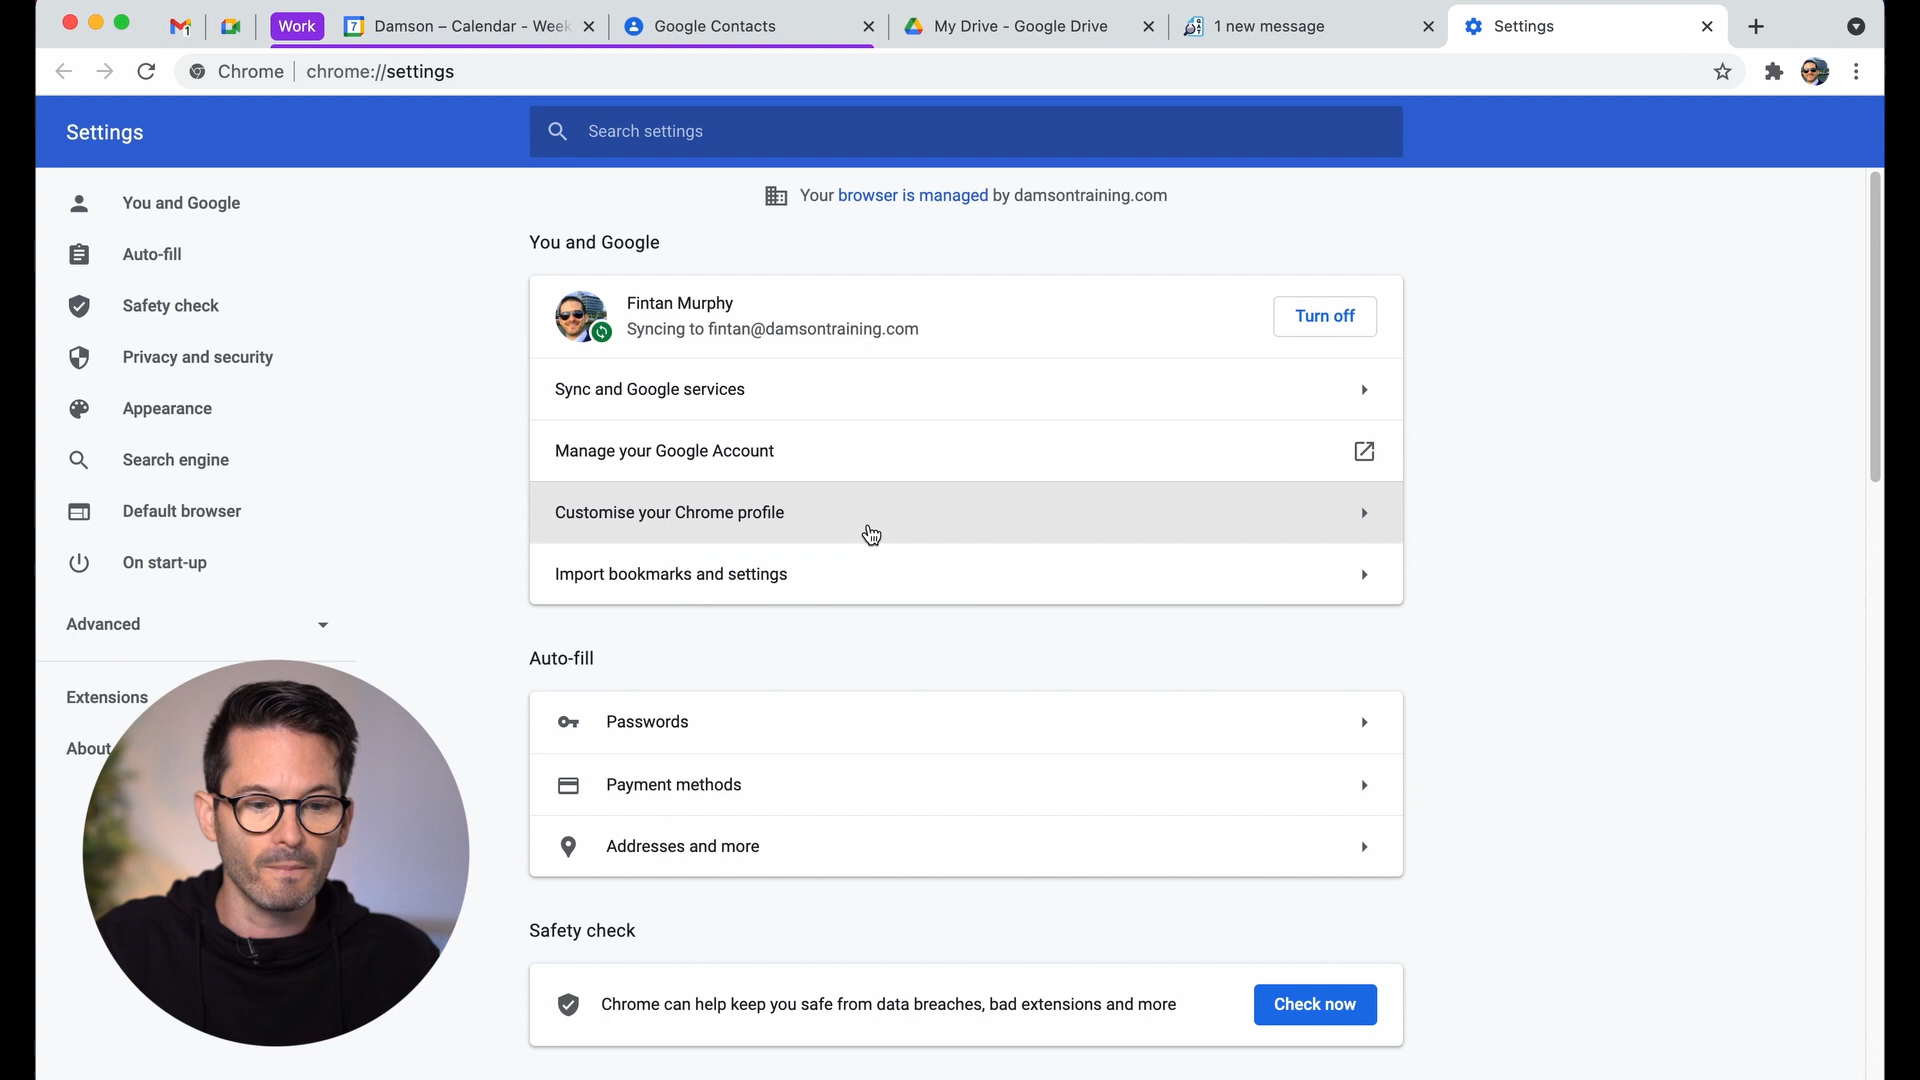 Work
Damson – Calendar - Week
Google Contacts
My Drive - Google Drive
1 new message
Settings
Chrome
chrome://settings
Settings
Search settings
Your browser is managed by damsontraining.com
You and Google
Auto-fill
Safety check
Privacy and security
Appearance
Search engine
Default browser
On start-up
Advanced
Extensions
About
You and Google
Fintan Murphy
Syncing to fintan@damsontraining.com
Turn off
Sync and Google services
Manage your Google Account
Customise your Chrome profile
Import bookmarks and settings
Auto-fill
Passwords
Payment methods
Addresses and more
Safety check
Chrome can help keep you safe from data breaches, bad extensions and more
Check now